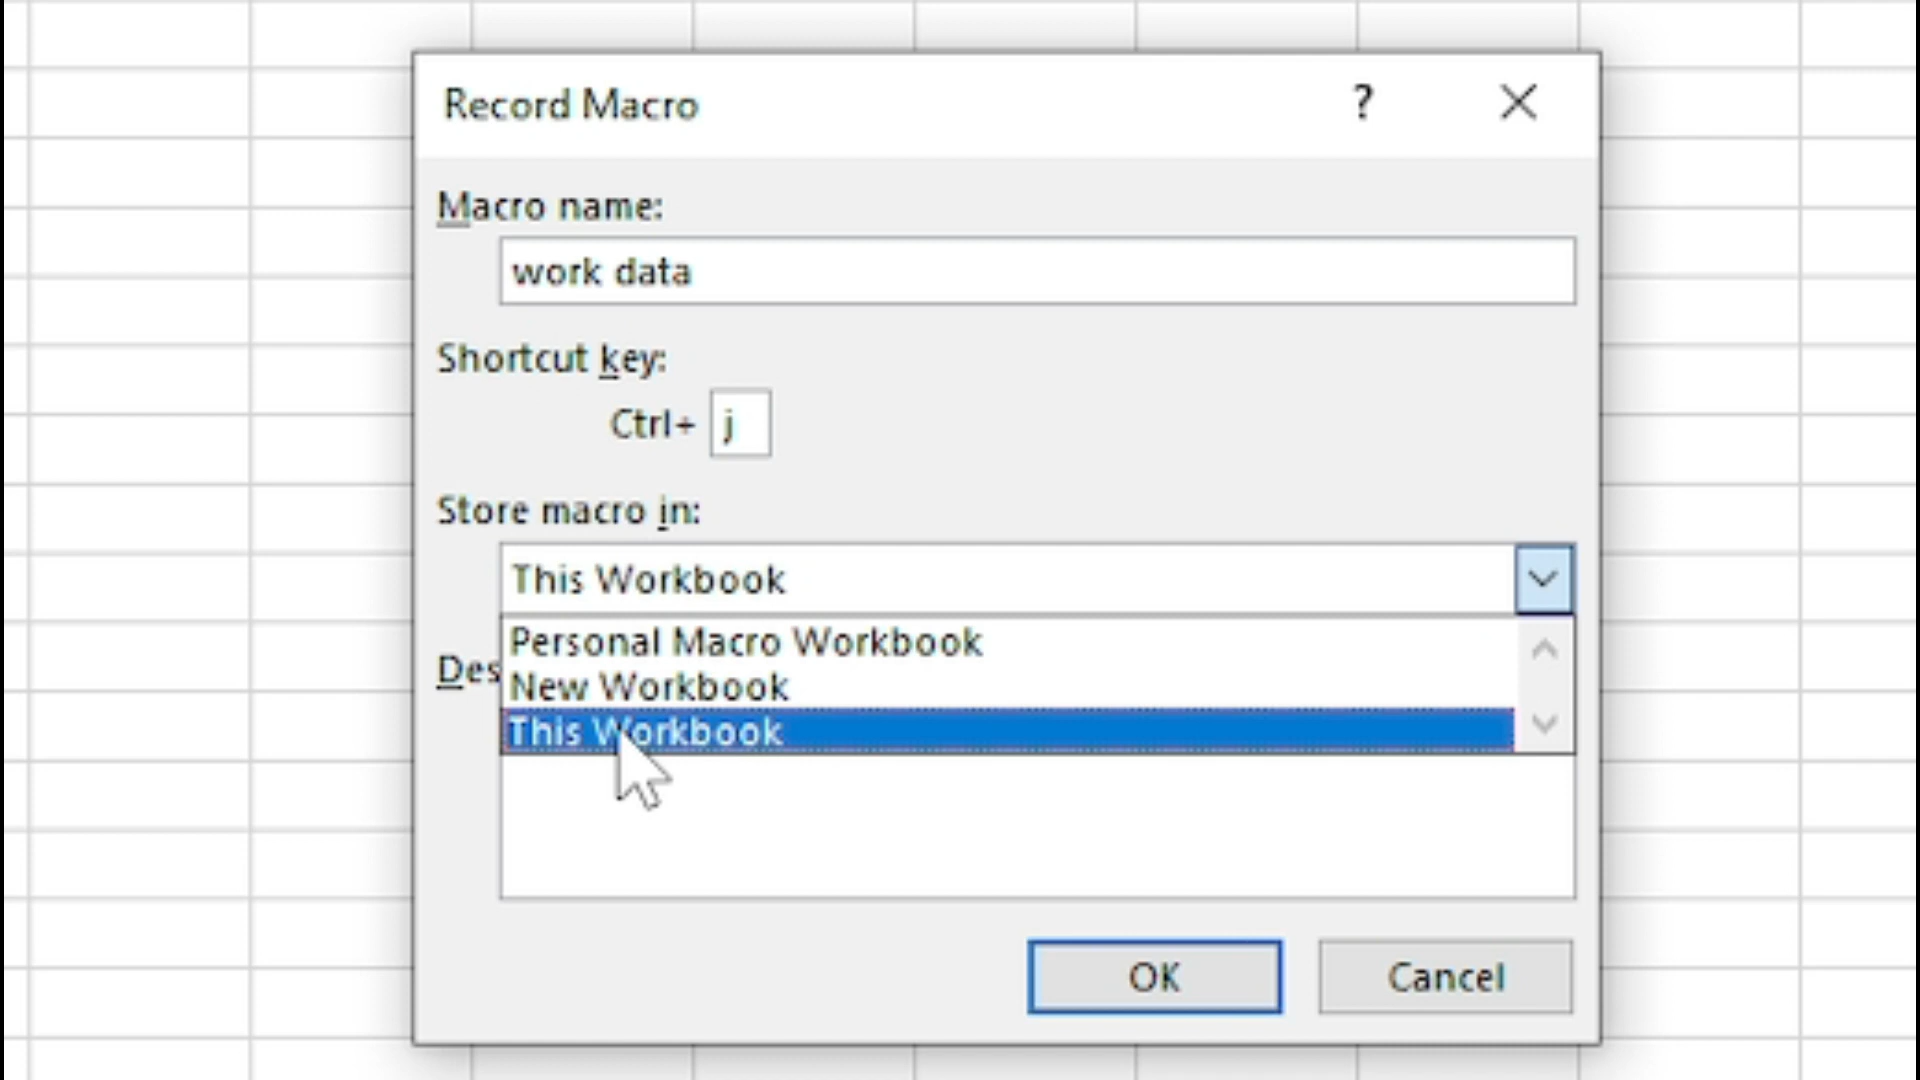 Record Macro ?
Macro name:
work data
Shortcut key:
Ctrl+ j
Store macro in:
This Workbook
Personal Macro Workbook
Des
New Workbook
This Workbook
OK Cancel